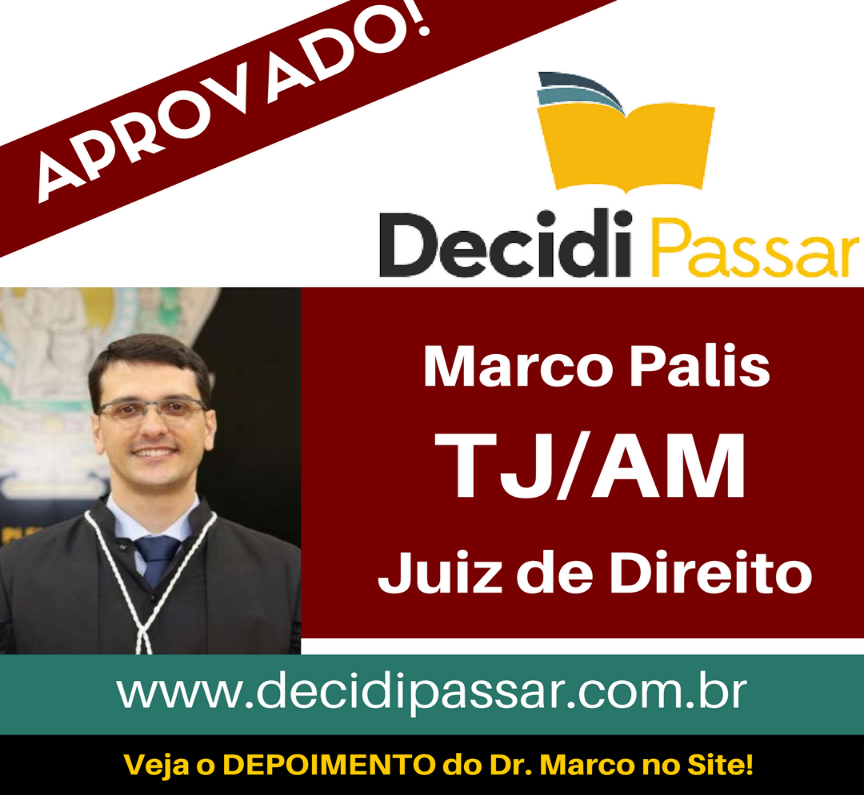 APROVADO!
Decidi Passar
Marco Palis
TJ/AM
Juiz de Direito
www.decidipassar.com.br
Veja o DEPOIMENTO do Dr. Marco no Site!